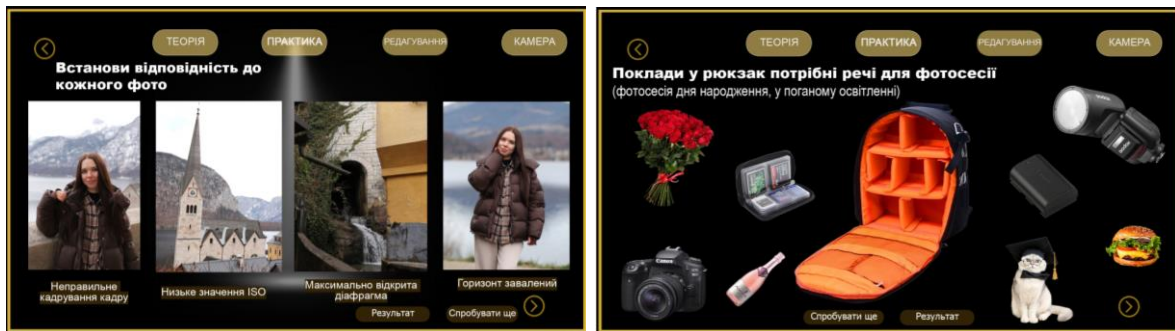 ТЕОРІЯ
ПРАКТИКА
РЕДАГУВАННЯ
КАМЕРА
Встанови відповідність до
кожного фото
Неправильне
кадрування кадру
Низьке значення ISO
Максимально відкрита
діафрагма
Горизонт завалений
Результат
Спробувати ще
ТЕОРІЯ
ПРАКТИКА
РЕДАГУВАННЯ
КАМЕРА
Поклади у рюкзак потрібні речі для фотосесії
(фотосесія дня народження, у поганому освітленні)
Canon
Спробувати ще
Результат